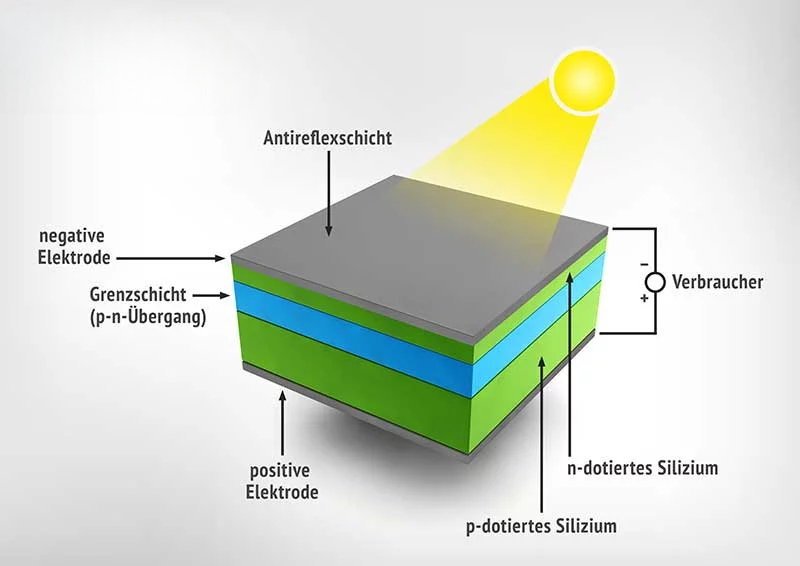 Antireflexschicht
negative
Elektrode
Grenzschicht
(p-n-Übergang)
–
Verbraucher
+
positive
Elektrode
n-dotiertes Silizium
p-dotiertes Silizium